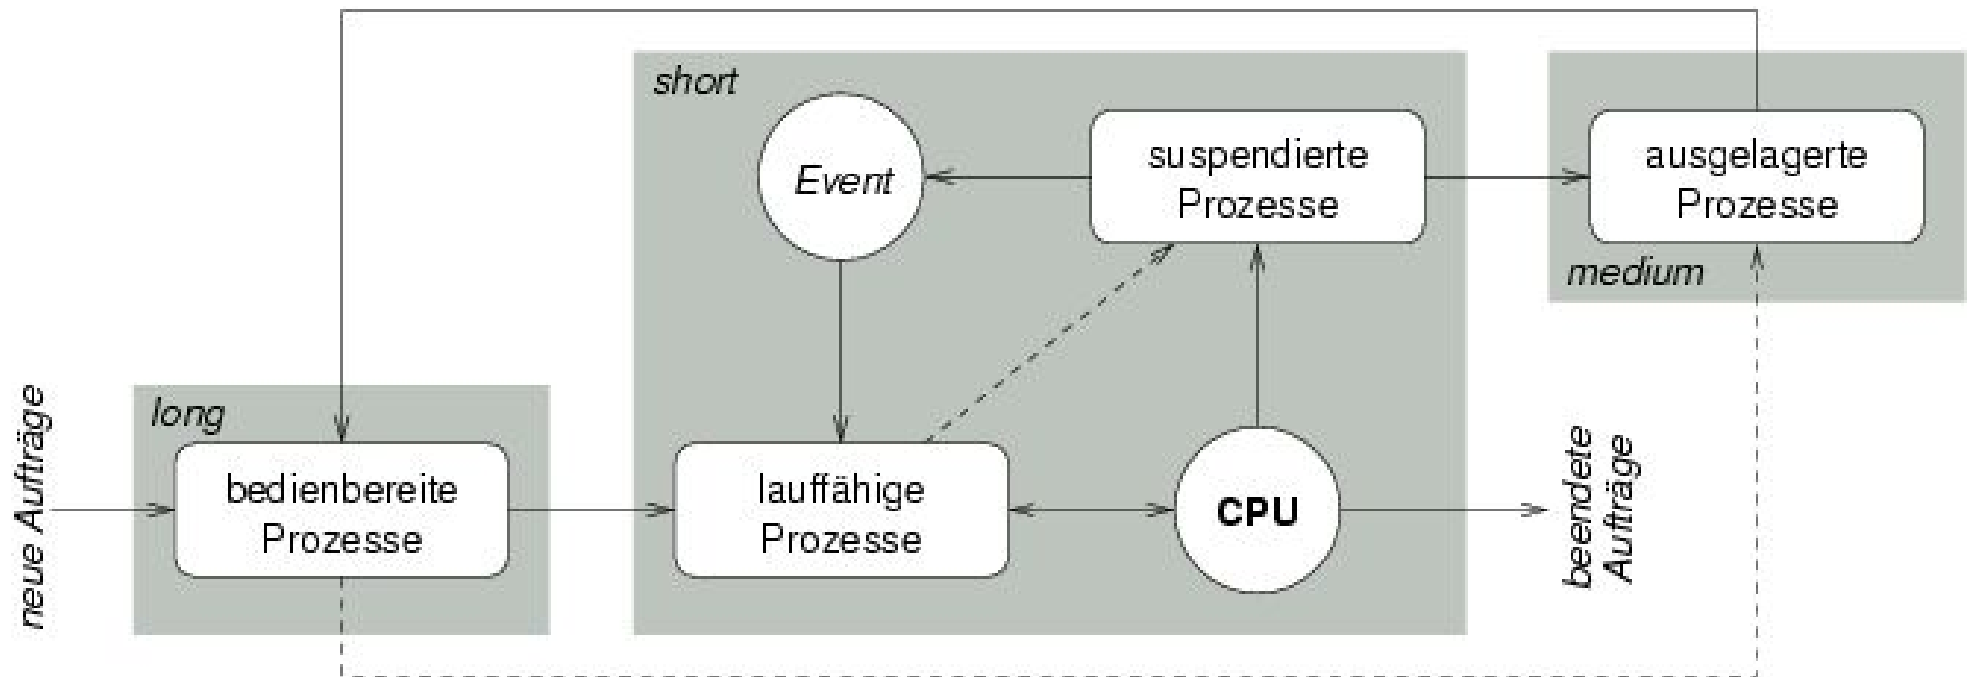 short
Event
suspendierte
Prozesse
ausgelagerte
Prozesse
medium
neue Aufträge
long
bedienbereite
Prozesse
lauffähige
Prozesse
CPU
beendete
Aufträge